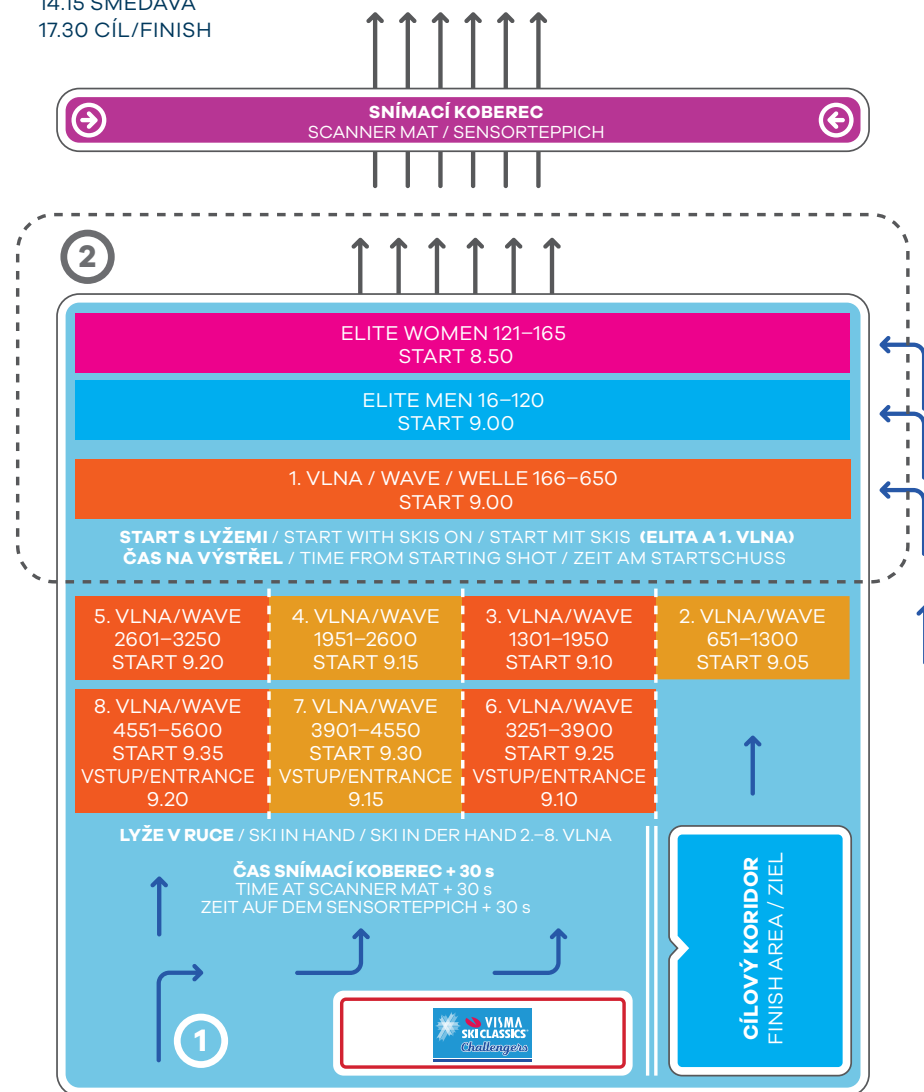 14.15 SMĚDAVA
17.30 CÍL/FINISH
SNÍMACÍ KOBEREC
SCANNER MAT / SENSORTEPPICH
2
ELITE WOMEN 121–165
START 8.50
ELITE MEN 16–120
START 9.00
1. VLNA / WAVE / WELLE 166–650
START 9.00
START S LYŽEMI / START WITH SKIS ON / START MIT SKIS (ELITA A 1. VLNA)
ČAS NA VÝSTŘEL / TIME FROM STARTING SHOT / ZEIT AM STARTSCHUSS
5. VLNA/WAVE
2601–3250
START 9.20
4. VLNA/WAVE
1951–2600
START 9.15
3. VLNA/WAVE
1301–1950
START 9.10
2. VLNA/WAVE
651–1300
START 9.05
8. VLNA/WAVE
4551–5600
START 9.35
VSTUP/ENTRANCE
9.20
7. VLNA/WAVE
3901–4550
START 9.30
VSTUP/ENTRANCE
9.15
6. VLNA/WAVE
3251–3900
START 9.25
VSTUP/ENTRANCE
9.10
LYŽE V RUCE / SKI IN HAND / SKI IN DER HAND 2.–8. VLNA
ČAS SNÍMACÍ KOBEREC + 30 s
TIME AT SCANNER MAT + 30 s
ZEIT AUF DEM SENSORTEPPICH + 30 s
CÍLOVÝ KORIDOR
FINISH AREA / ZIEL
1
VISMA
SKI CLASSICS
Challengers